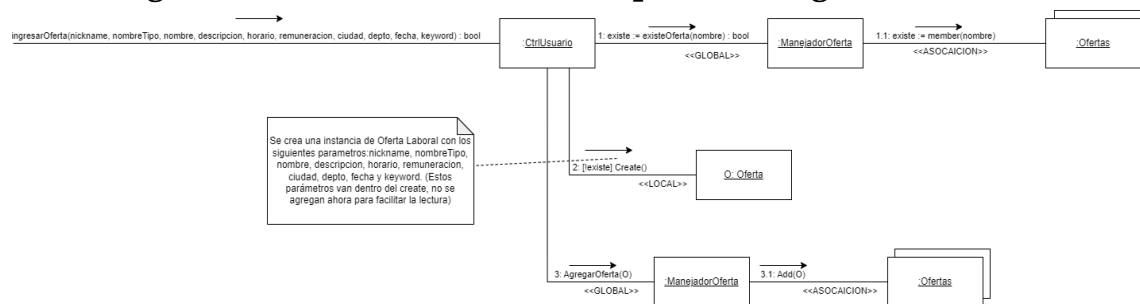 ingresarOferta(nickname, nombreTipo, nombre, descripcion, horario, remuneracion, ciudad, depto, fecha, keyword) : bool
:CtrlUsuario
1: existe := existeOferta(nombre) : bool
<<GLOBAL>>
:ManejadorOferta
1.1: existe := member(nombre)
<<ASOCAICION>>
:Ofertas
Se crea una instancia de Oferta Laboral con los
siguientes parametros:nickname, nombreTipo,
nombre, descripcion, horario, remuneracion,
ciudad, depto, fecha y keyword. (Estos
parámetros van dentro del create, no se
agregan ahora para facilitar la lectura)
2: [!existe] Create()
<<LOCAL>>
O: Oferta
3: AgregarOferta(O)
<<GLOBAL>>
:ManejadorOferta
3.1: Add(O)
<<ASOCAICION>>
:Ofertas